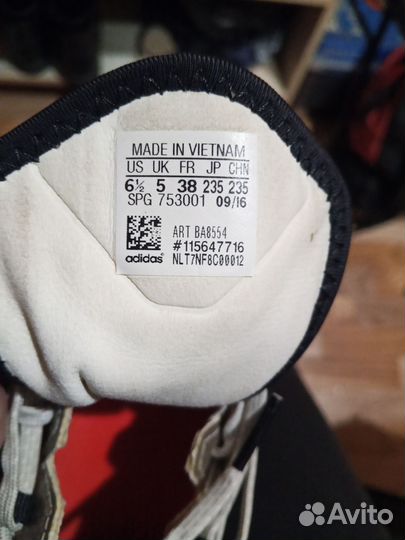 MADE IN VIETNAM
US UK FR JP CHN
6½ 5 38 235 235
SPG 753001 09/16
ART BA8554
#115647716
adidas NLT7NF8C00012
Avito